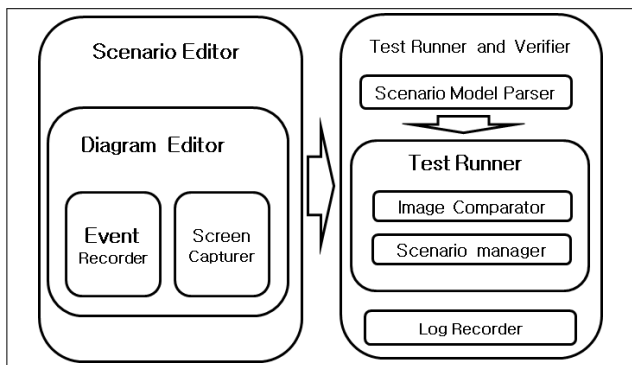 Scenario Editor
Diagram Editor
Event
Recorder
Screen
Capturer
Test Runner and Verifier
Scenario Model Parser
Test Runner
Image Comparator
Scenario manager
Log Recorder